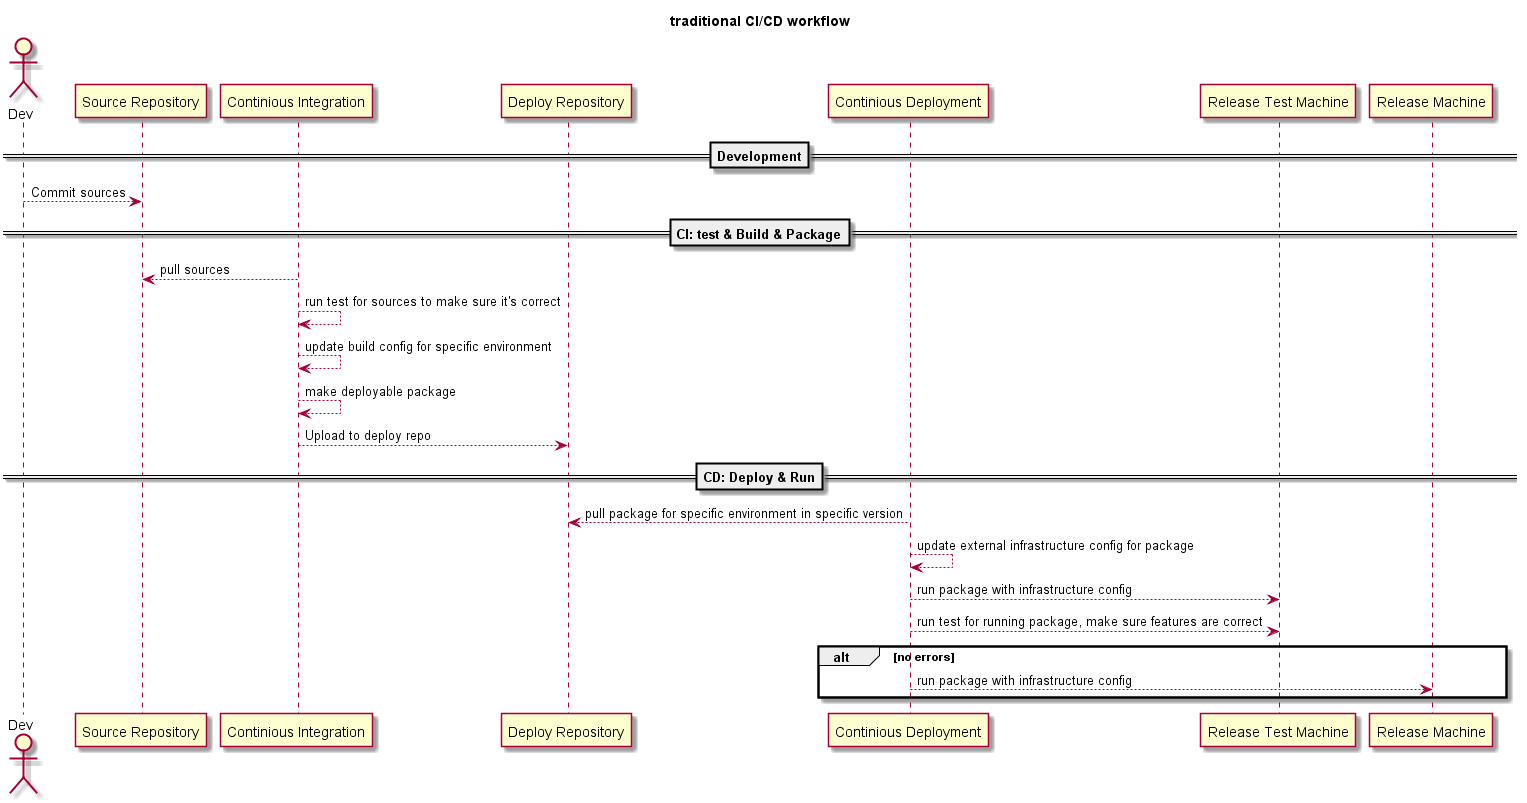 traditional CI/CD workflow
Dev
Source Repository
Continious Integration
Deploy Repository
Continious Deployment
Release Test Machine
Release Machine
Development
Commit sources
CI: test & Build & Package
pull sources
run test for sources to make sure it's correct
update build config for specific environment
make deployable package
Upload to deploy repo
CD: Deploy & Run
pull package for specific environment in specific version
update external infrastructure config for package
run package with infrastructure config
run test for running package, make sure features are correct
alt
[no errors]
run package with infrastructure config
Dev
Source Repository
Continious Integration
Deploy Repository
Continious Deployment
Release Test Machine
Release Machine